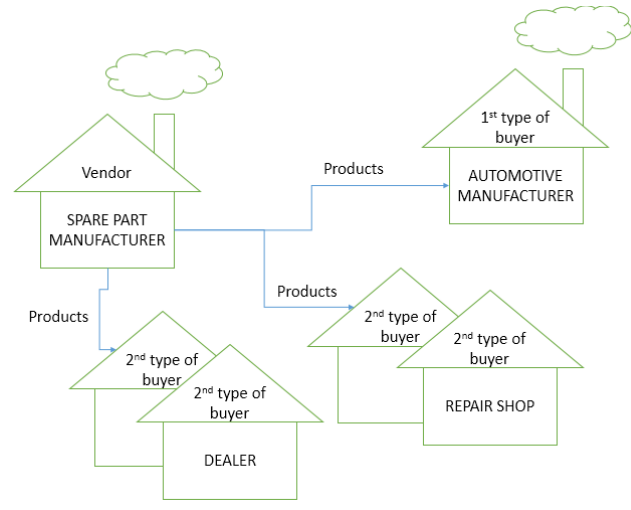 1st type of
buyer
Vendor
Products
AUTOMOTIVE
MANUFACTURER
SPARE PART
MANUFACTURER
Products
Products
2nd type of
buyer
2nd type of
buyer
2nd type of
buyer
2nd type of
buyer
REPAIR SHOP
DEALER